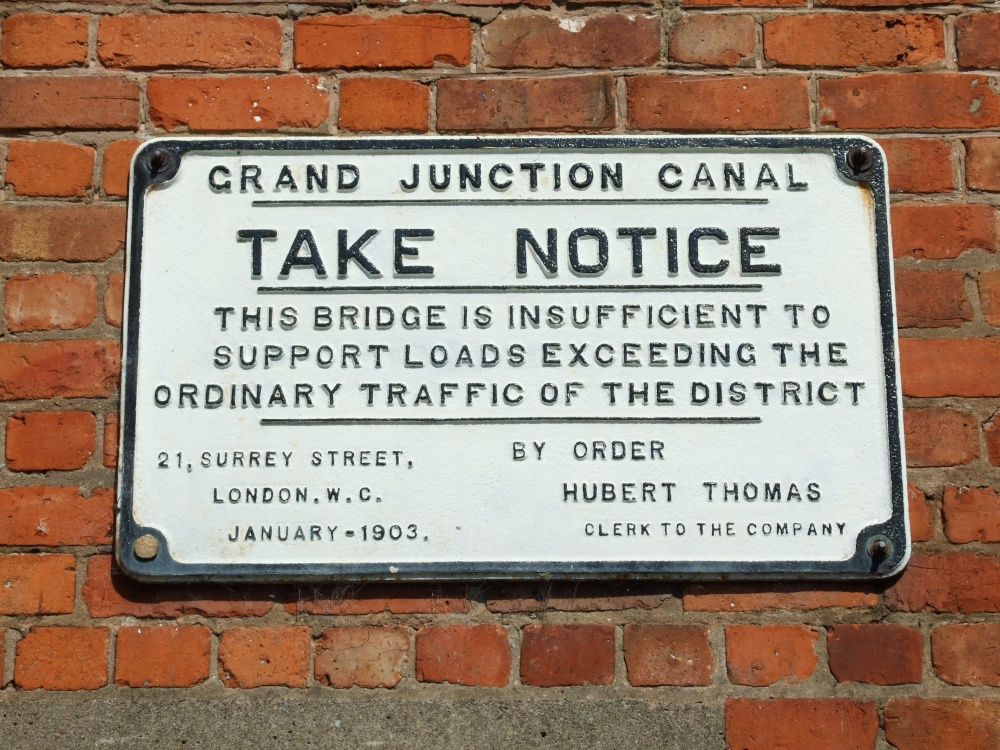 GRAND JUNCTION CANAL
TAKE NOTICE
THIS BRIDGE IS INSUFFICIENT TO
SUPPORT LOADS EXCEEDING THE
ORDINARY TRAFFIC OF THE DISTRICT
21, SURREY STREET,
LONDON. W. C.
JANUARY-1903.
BY ORDER
HUBERT THOMAS
CLERK TO THE COMPANY